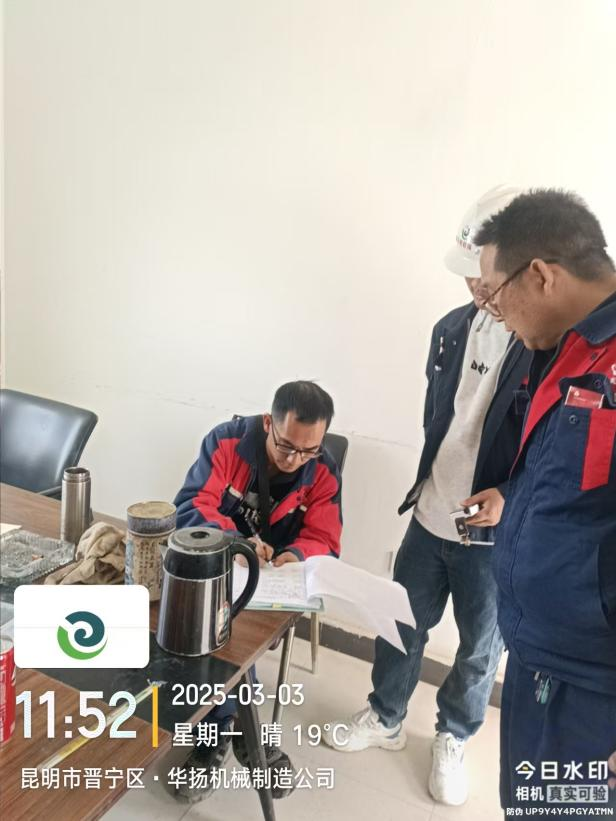 11:52
2025-03-03
星期一 晴 19℃
昆明市晋宁区·华扬机械制造公司
今日水印
相机 真实可验
防伪 UP9Y4Y4PGYATMN